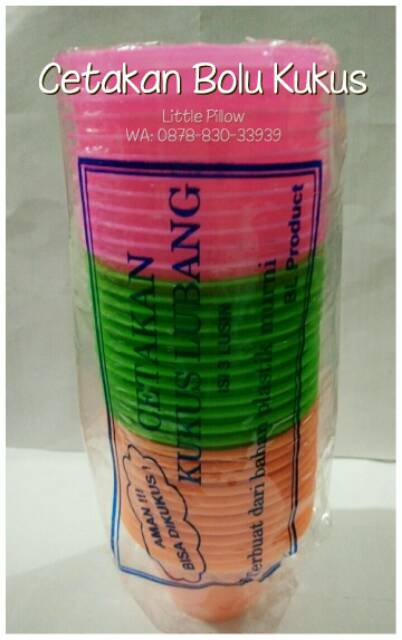 Cetakan Bolu Kukus
Little Pillow
WA: 0878-830-33939
CETAKAN
KUKUS LUBANG
ISI 3 LUSIN
Terbuat dari bahan plastik murni
BL Product
AMAN !!!
BISA DIKUKUS !